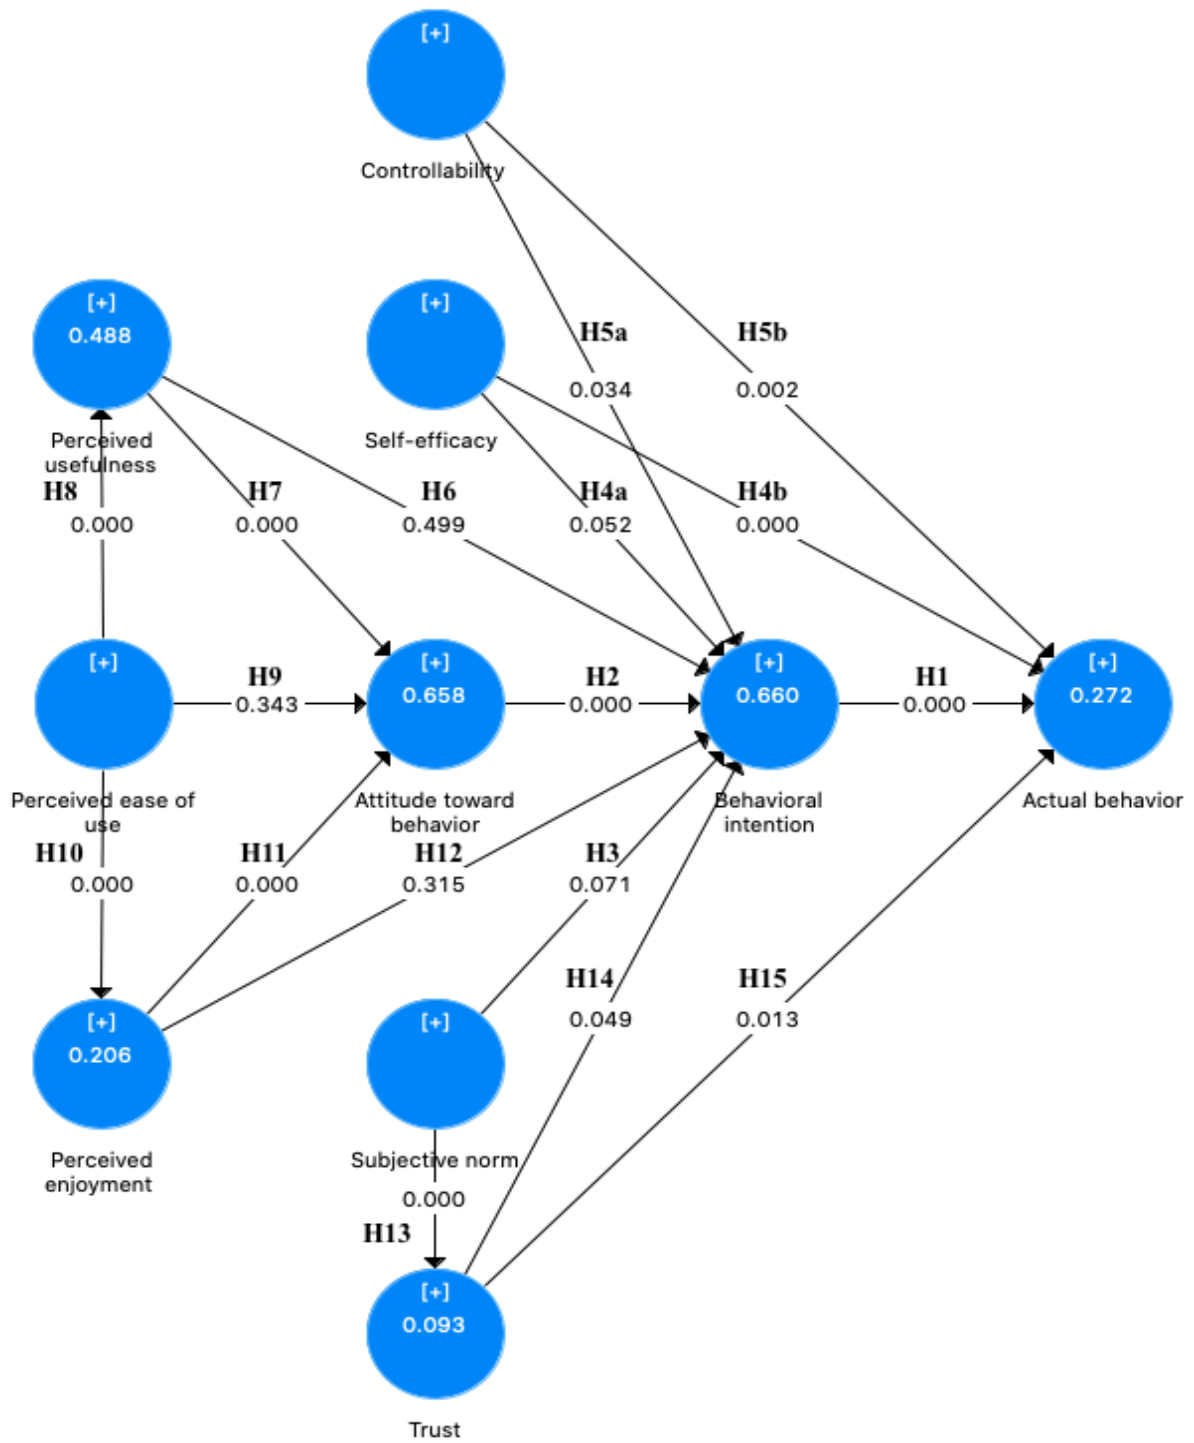 [+]
Controllability
H5a
H5b
0.034
0.002
[+]
0.488
Perceived
usefulness
[+]
Self-efficacy
H8
H7
H6
H4a
H4b
0.000
0.000
0.499
0.052
0.000
[+]
Perceived ease of
use
H9
0.343
[+]
0.658
Attitude toward
behavior
H2
0.000
[+]
0.660
Behavioral
intention
H1
0.000
[+]
0.272
Actual behavior
H10
H11
H12
H3
0.000
0.000
0.315
0.071
H14
H15
0.049
0.013
[+]
0.206
Perceived
enjoyment
[+]
Subjective norm
0.000
H13
[+]
0.093
Trust